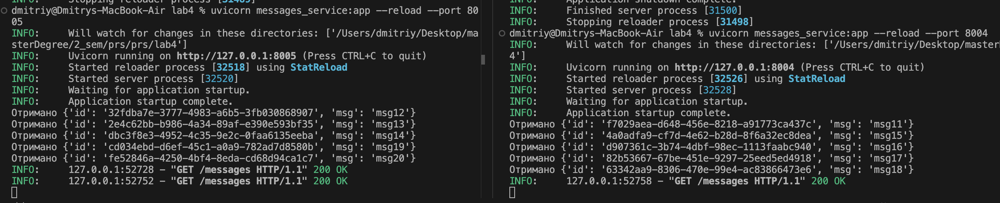 INFO:     Stopping reloader process [31489]
dmitriy@Dmitrys-MacBook-Air lab4 % uvicorn messages_service:app --reload --port 80
05
INFO:     Will watch for changes in these directories: ['/Users/dmitriy/Desktop/ma
sterDegree/2_sem/prs/prs/lab4']
INFO:     Uvicorn running on http://127.0.0.1:8005 (Press CTRL+C to quit)
INFO:     Started reloader process [32518] using StatReload
INFO:     Started server process [32520]
INFO:     Waiting for application startup.
INFO:     Application startup complete.
Отримано {'id': '32fdba7e-3777-4983-a6b5-3fb030868907', 'msg': 'msg12'}
Отримано {'id': '2e4c62bb-b986-4a34-89af-e390e593bf35', 'msg': 'msg13'}
Отримано {'id': 'dbc3f8e3-4952-4c35-9e2c-0faa6135eeba', 'msg': 'msg14'}
Отримано {'id': 'cd034ebd-d6ef-45c1-a0a9-782ad7d8580b', 'msg': 'msg19'}
Отримано {'id': 'fe52846a-4250-4bf4-8eda-cd68d94ca1c7', 'msg': 'msg20'}
INFO:     127.0.0.1:52728 - "GET /messages HTTP/1.1" 200 OK
INFO:     127.0.0.1:52752 - "GET /messages HTTP/1.1" 200 OK
INFO:     Application shutdown complete.
INFO:     Finished server process [31500]
INFO:     Stopping reloader process [31498]
dmitriy@Dmitrys-MacBook-Air lab4 % uvicorn messages_service:app --reload --port 8004
INFO:     Will watch for changes in these directories: ['/Users/dmitriy/Desktop/master
4']
INFO:     Uvicorn running on http://127.0.0.1:8004 (Press CTRL+C to quit)
INFO:     Started reloader process [32526] using StatReload
INFO:     Started server process [32528]
INFO:     Waiting for application startup.
INFO:     Application startup complete.
Отримано {'id': 'f7029aea-d648-456e-8218-a91773ca437c', 'msg': 'msg11'}
Отримано {'id': '4a0adfa9-cf7d-4e62-b28d-8f6a32ec8dea', 'msg': 'msg15'}
Отримано {'id': 'd907361c-3b74-4dbf-98ec-1113faabc940', 'msg': 'msg16'}
Отримано {'id': '82b53667-67be-451e-9297-25eed5ed4918', 'msg': 'msg17'}
Отримано {'id': '63342aa9-8306-470e-99e4-ac83866473e6', 'msg': 'msg18'}
INFO:     127.0.0.1:52758 - "GET /messages HTTP/1.1" 200 OK